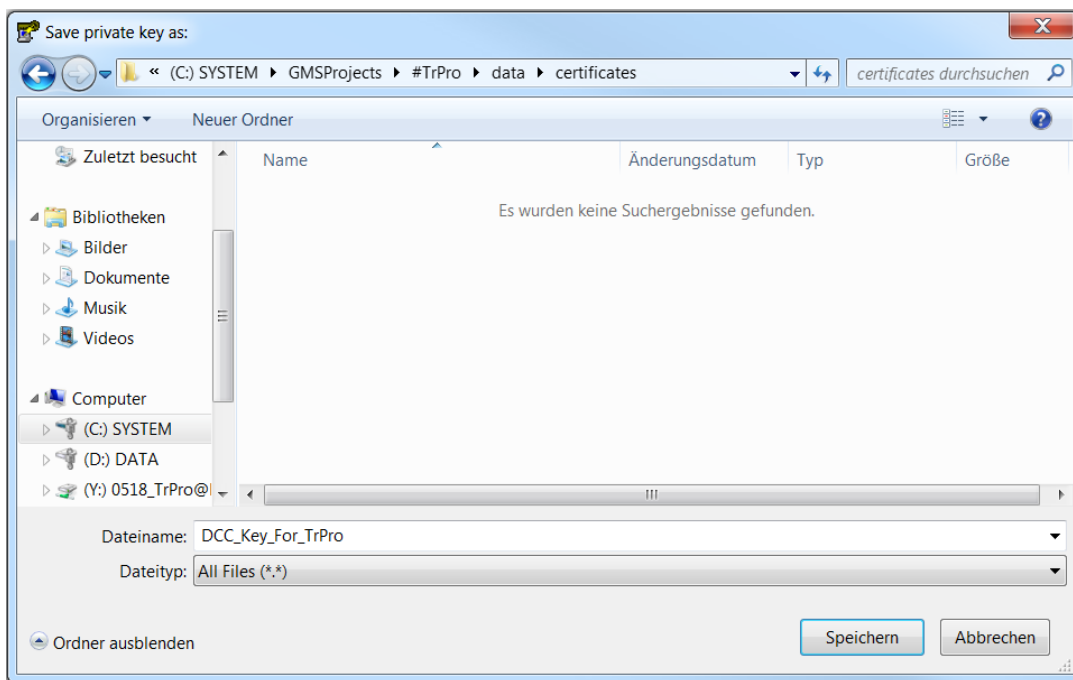 Save private key as:
« (C:) SYSTEM GMSProjects #TrPro data certificates certificates durchsuchen
Organisieren Neuer Ordner
Zuletzt besucht
Name Änderungsdatum Typ Größe
Es wurden keine Suchergebnisse gefunden.
Bibliotheken
Bilder
Dokumente
Musik
Videos
Computer
(C:) SYSTEM
(D:) DATA
(Y:) 0518_TrPro@
Dateiname: DCC_Key_For_TrPro
Dateityp: All Files (*.*)
Ordner ausblenden Speichern Abbrechen